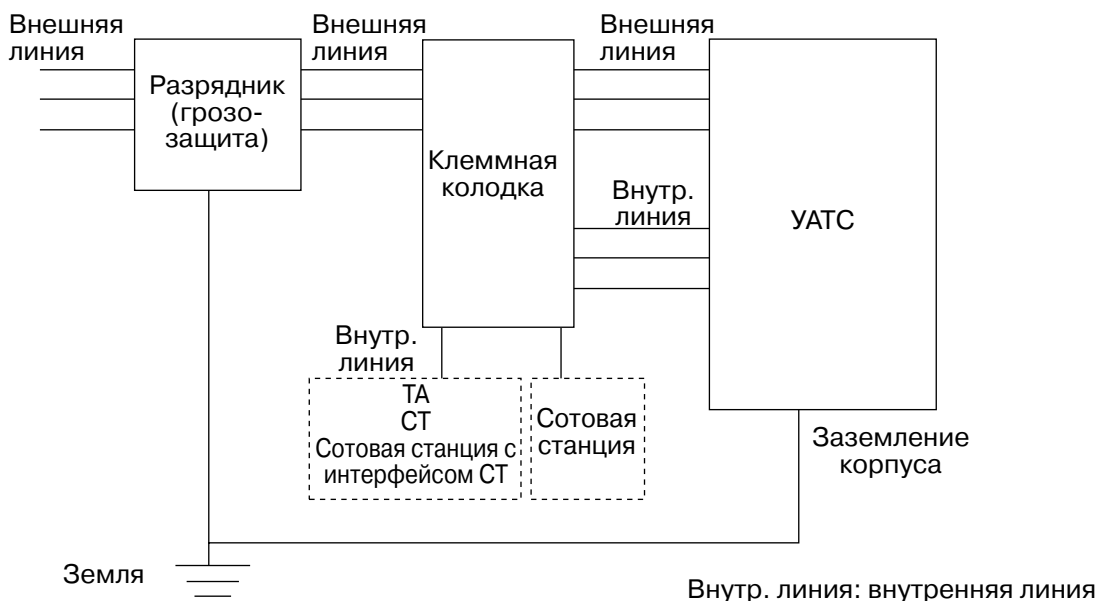 Внешняя
линия
Внешняя
линия
Внешняя
линия
Разрядник
(грозо-
защита)
Клеммная
колодка
Внутр.
линия
УАТС
Внутр.
линия
ТА
СТ
Сотовая станция с
интерфейсом СТ
Сотовая
станция
Заземление
корпуса
Земля
Внутр. линия: внутренняя линия